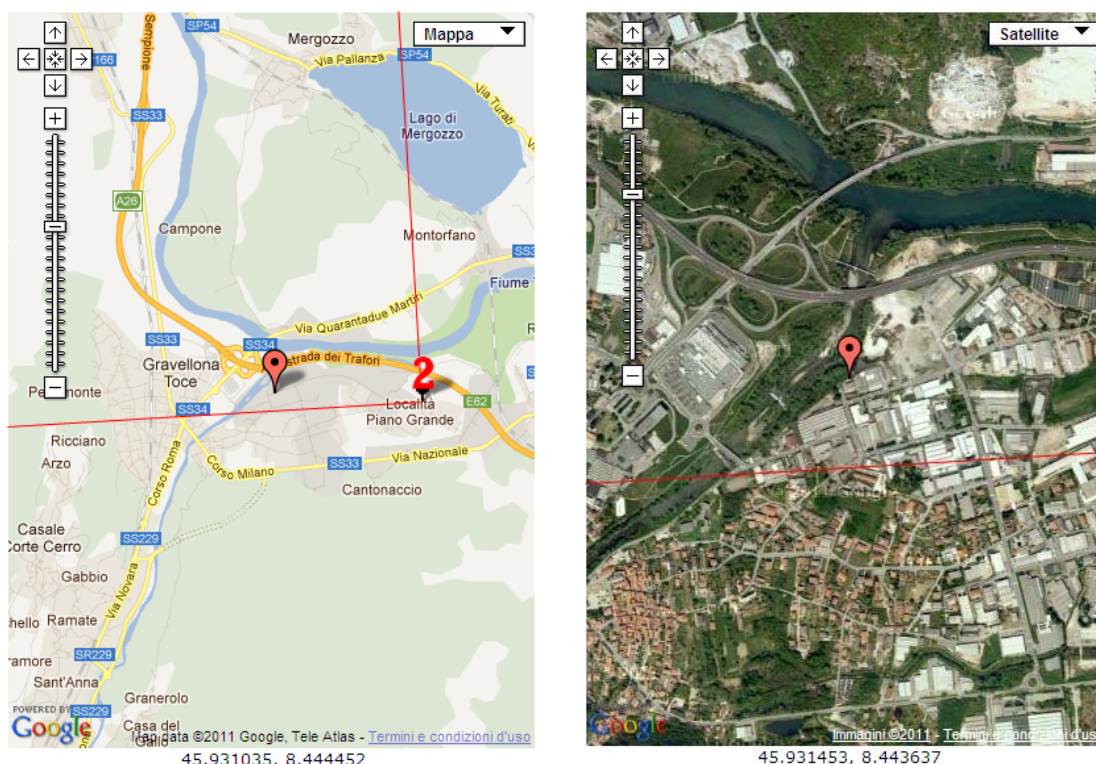 Mappa
Sempione
SP54
Mergozzo
Via Pallanza
SP54
Via Turati
166
Lago di
Mergozzo
SS33
A26
Campone
Montorfano
SS3
Fiume T
Via Quarantadue Martiri
SS33
SS34
strada dei Trafori
Gravellona
Toce
2
E62
Località
Piano Grande
SS34
Ricciano
Arzo
Corso Roma
Corso Milano
SS33
Via Nazionale
Cantonaccio
Casale
Corte Cerro
SS229
Gabbio
Via Novara
Ramate
SR229
Sant'Anna
Granerolo
SS229
POWERED BY
Google
Casa del
Gallo
Map data ©2011 Google, Tele Atlas - Termini e condizioni d'uso
45.931035, 8.444452
Satellite
Google
Immagini ©2011 - Termini e condizioni d'us
45.931453, 8.443637